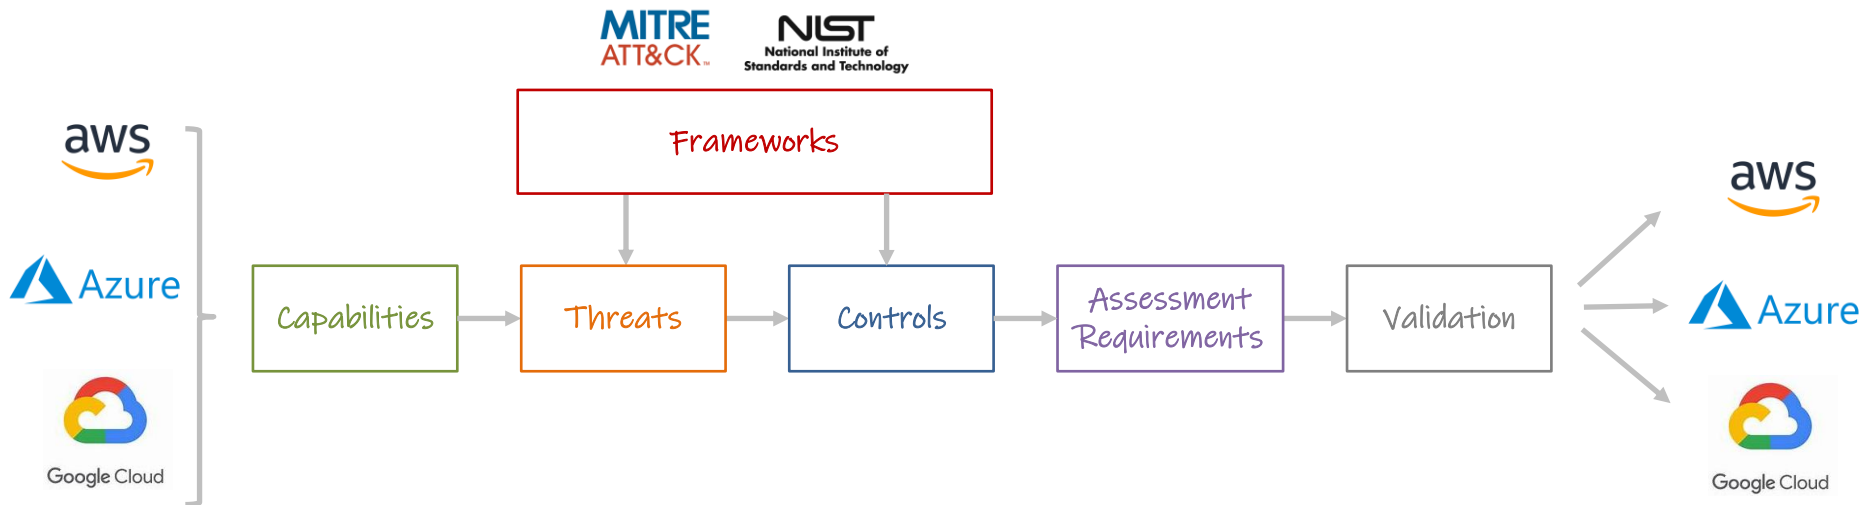 MITRE
ATT&CK™
NIST
National Institute of
Standards and Technology
Frameworks
aws
Azure
Google Cloud
Capabilities
Threats
Controls
Assessment
Requirements
Validation
aws
Azure
Google Cloud